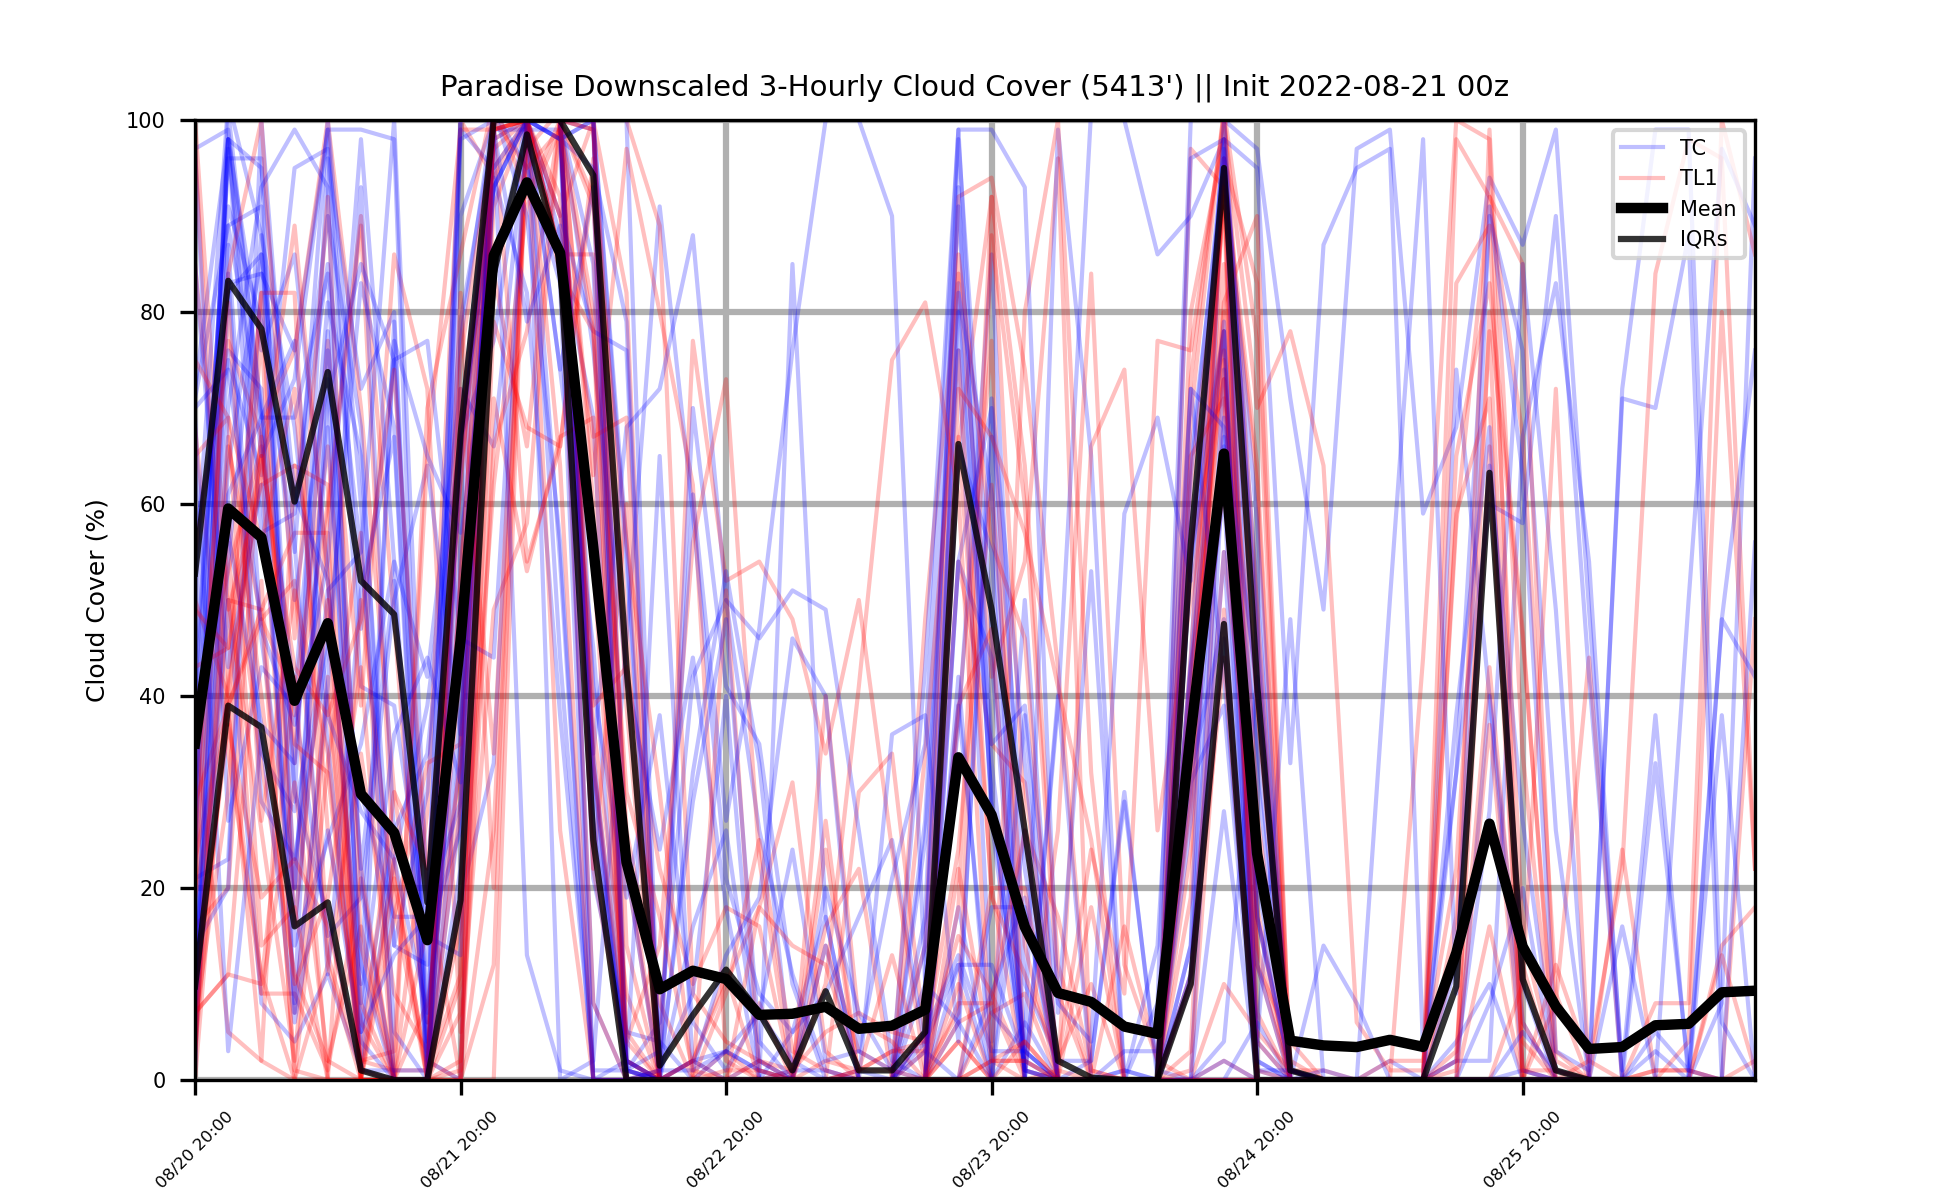 Paradise Downscaled 3-Hourly Cloud Cover (5413') || Init 2022-08-21 00z
Cloud Cover (%)
100
80
60
40
20
0
TC
TL1
Mean
IQRs
08/20 20:00
08/21 20:00
08/22 20:00
08/23 20:00
08/24 20:00
08/25 20:00